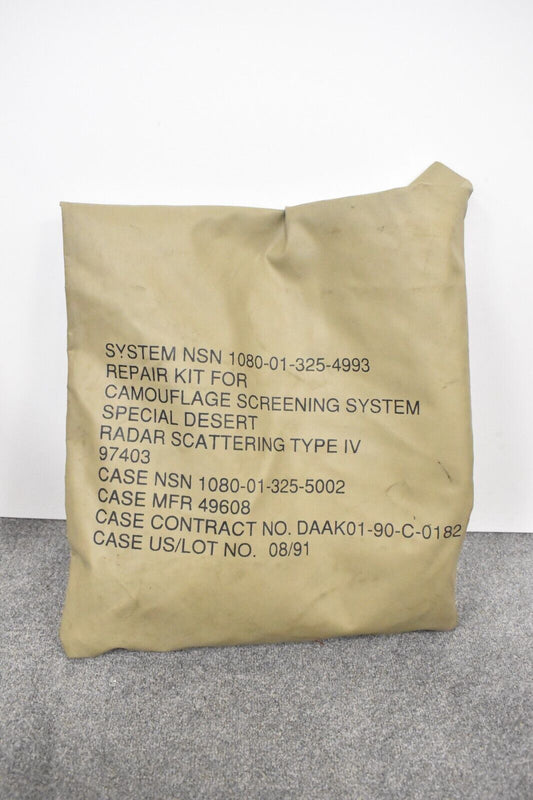 SYSTEM NSN 1080-01-325-4993
REPAIR KIT FOR
CAMOUFLAGE SCREENING SYSTEM
SPECIAL DESERT
RADAR SCATTERING TYPE IV
97403
CASE NSN 1080-01-325-5002
CASE MFR 49608
CASE CONTRACT NO. DAAK01-90-C-0182
CASE US/LOT NO. 08/91